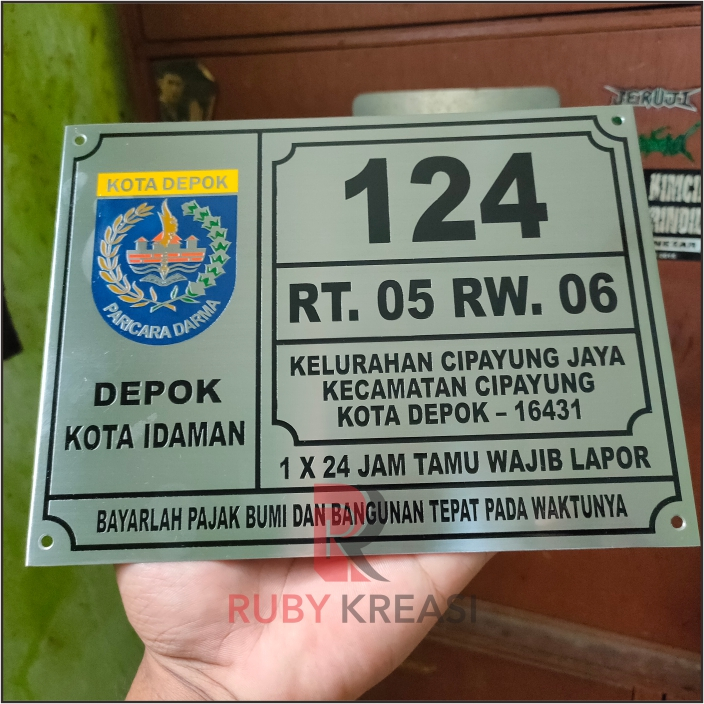 KOTA DEPOK
PARICARA DARMA
DEPOK
KOTA IDAMAN
124
RT. 05 RW. 06
KELURAHAN CIPAYUNG JAYA
KECAMATAN CIPAYUNG
KOTA DEPOK – 16431
1 X 24 JAM TAMU WAJIB LAPOR
BAYARLAH PAJAK BUMI DAN BANGUNAN TEPAT PADA WAKTUNYA
RUBY KREASI
JERUJI